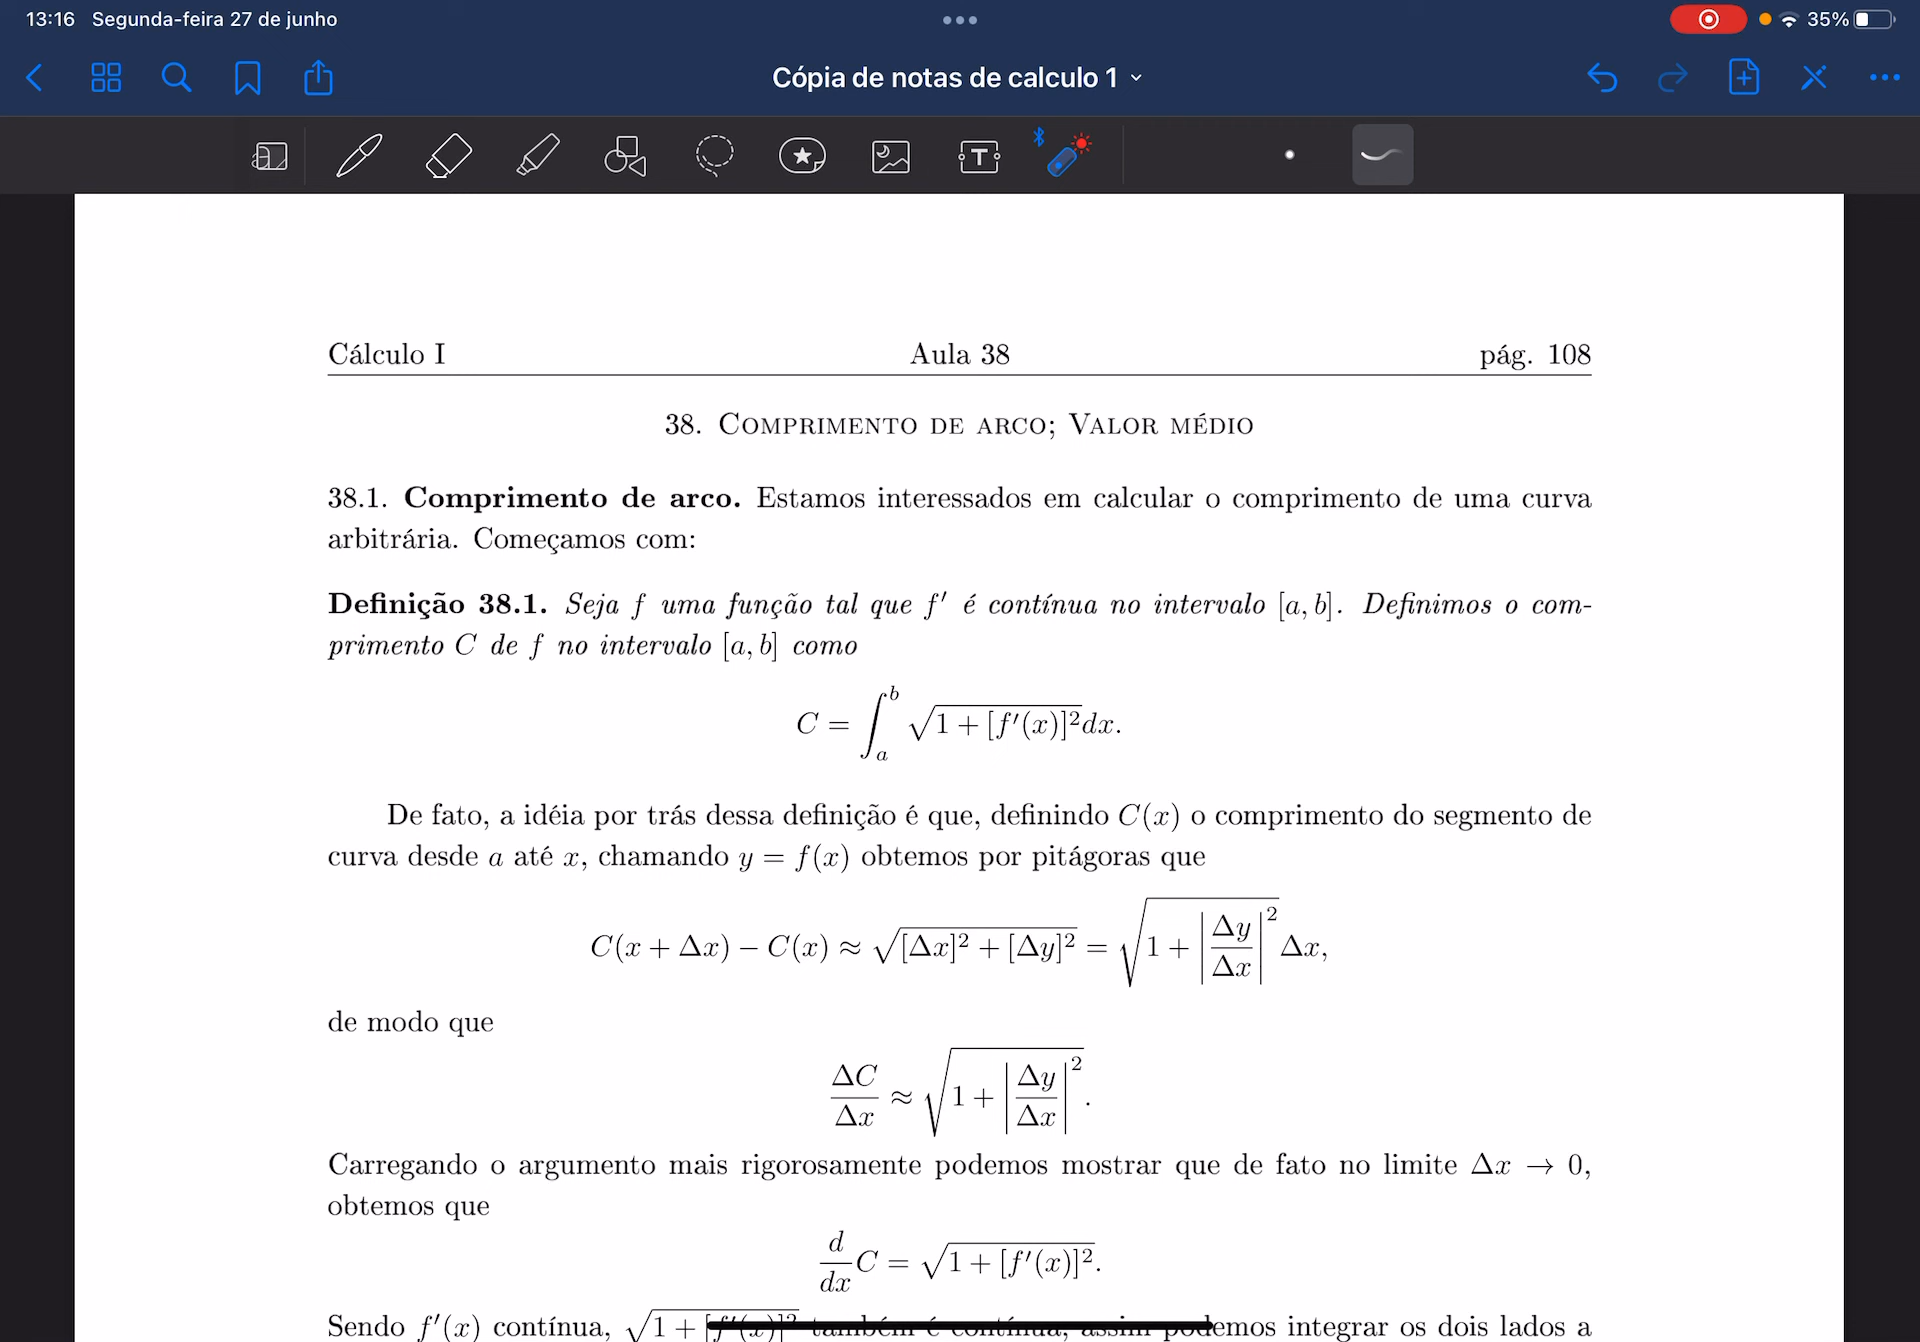 13:16 Segunda-feira 27 de junho
35%
Cópia de notas de calculo 1
Cálculo I Aula 38 pág. 108
38. Comprimento de arco; Valor médio
38.1. Comprimento de arco. Estamos interessados em calcular o comprimento de uma curva
arbitrária. Começamos com:
Definição 38.1. Seja f uma função tal que f′ é contínua no intervalo [a, b]. Definimos o com-
primento C de f no intervalo [a, b] como
C = ∫_a^b √(1 + [f′(x)]²) dx.
De fato, a idéia por trás dessa definição é que, definindo C(x) o comprimento do segmento de
curva desde a até x, chamando y = f(x) obtemos por pitágoras que
C(x + Δx) − C(x) ≈ √([Δx]² + [Δy]²) = √(1 + |Δy/Δx|²) Δx,
de modo que
ΔC/Δx ≈ √(1 + |Δy/Δx|²).
Carregando o argumento mais rigorosamente podemos mostrar que de fato no limite Δx → 0,
obtemos que
d/dx C = √(1 + [f′(x)]²).
Sendo f′(x) contínua, √(1 + [f′(x)]²) também é contínua, assim podemos integrar os dois lados a